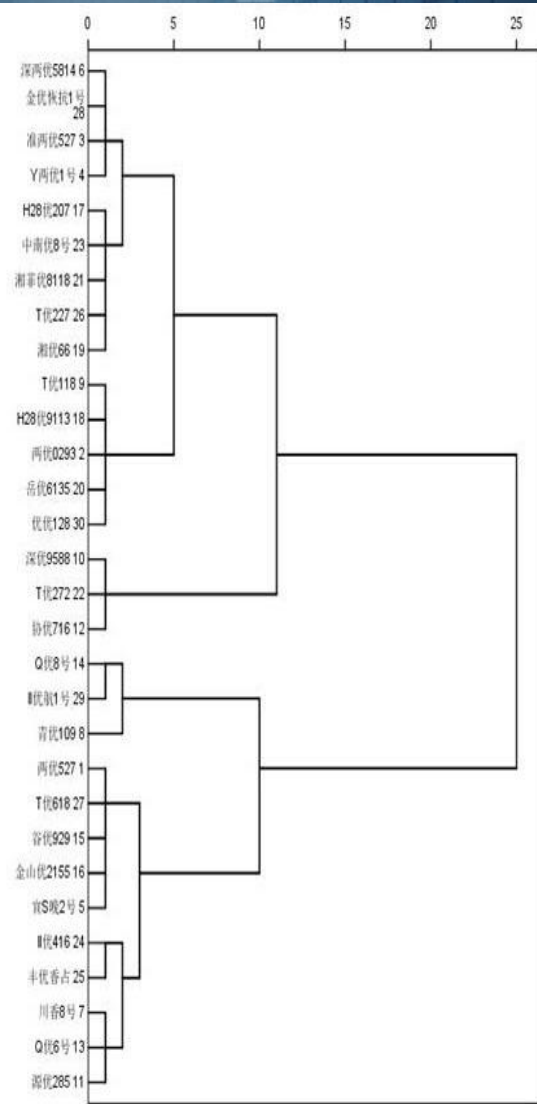 0 5 10 15 20 25
深两优5814 6
金优恢抗1号
28
准两优527 3
Y两优1号 4
H28优207 17
中南优8号 23
湘菲优8118 21
T优227 26
湘优66 19
T优118 9
H28优9113 18
两优0293 2
岳优6135 20
优优128 30
深优9588 10
T优272 22
协优716 12
Q优8号 14
Ⅱ优航1号 29
青优109 8
两优527 1
T优618 27
谷优929 15
金山优2155 16
2号 5
Ⅱ优416 24
丰优香占 25
川香8号 7
Q优6号 13
源优285 11